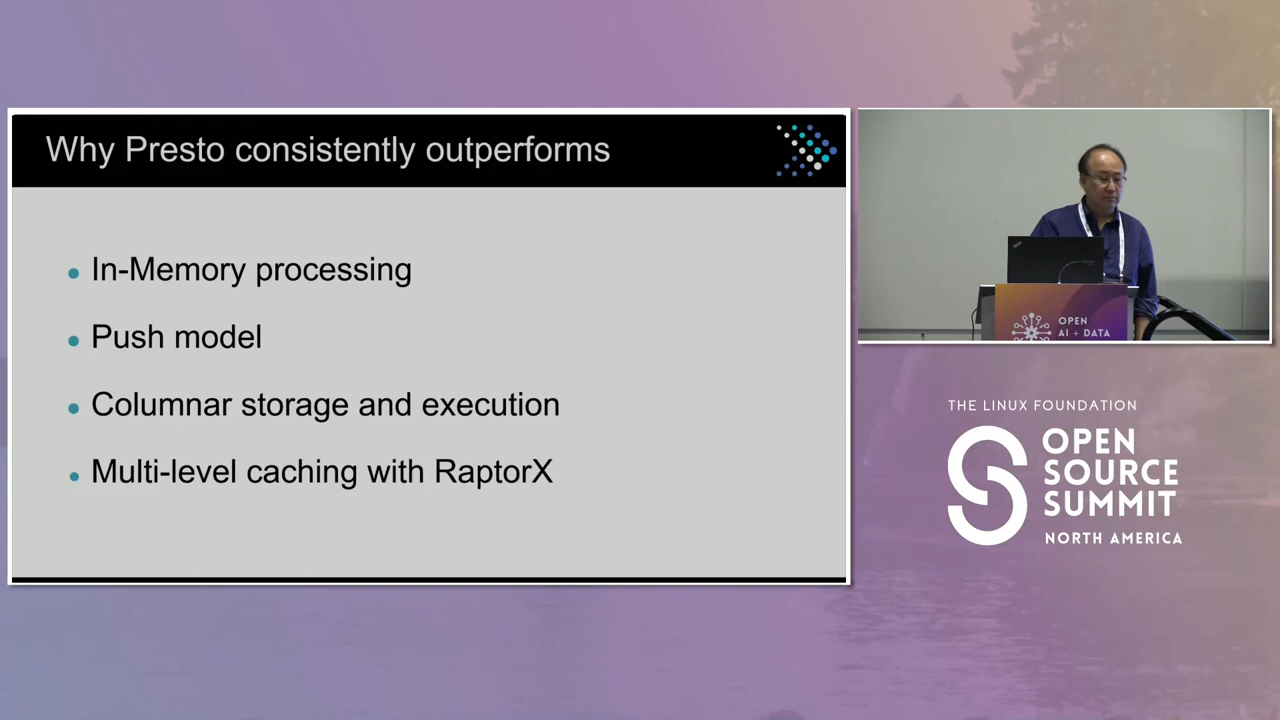 Why Presto consistently outperforms
In-Memory processing
Push model
Columnar storage and execution
Multi-level caching with RaptorX
OPEN
AI + DATA
THE LINUX FOUNDATION
OPEN
SOURCE
SUMMIT
NORTH AMERICA